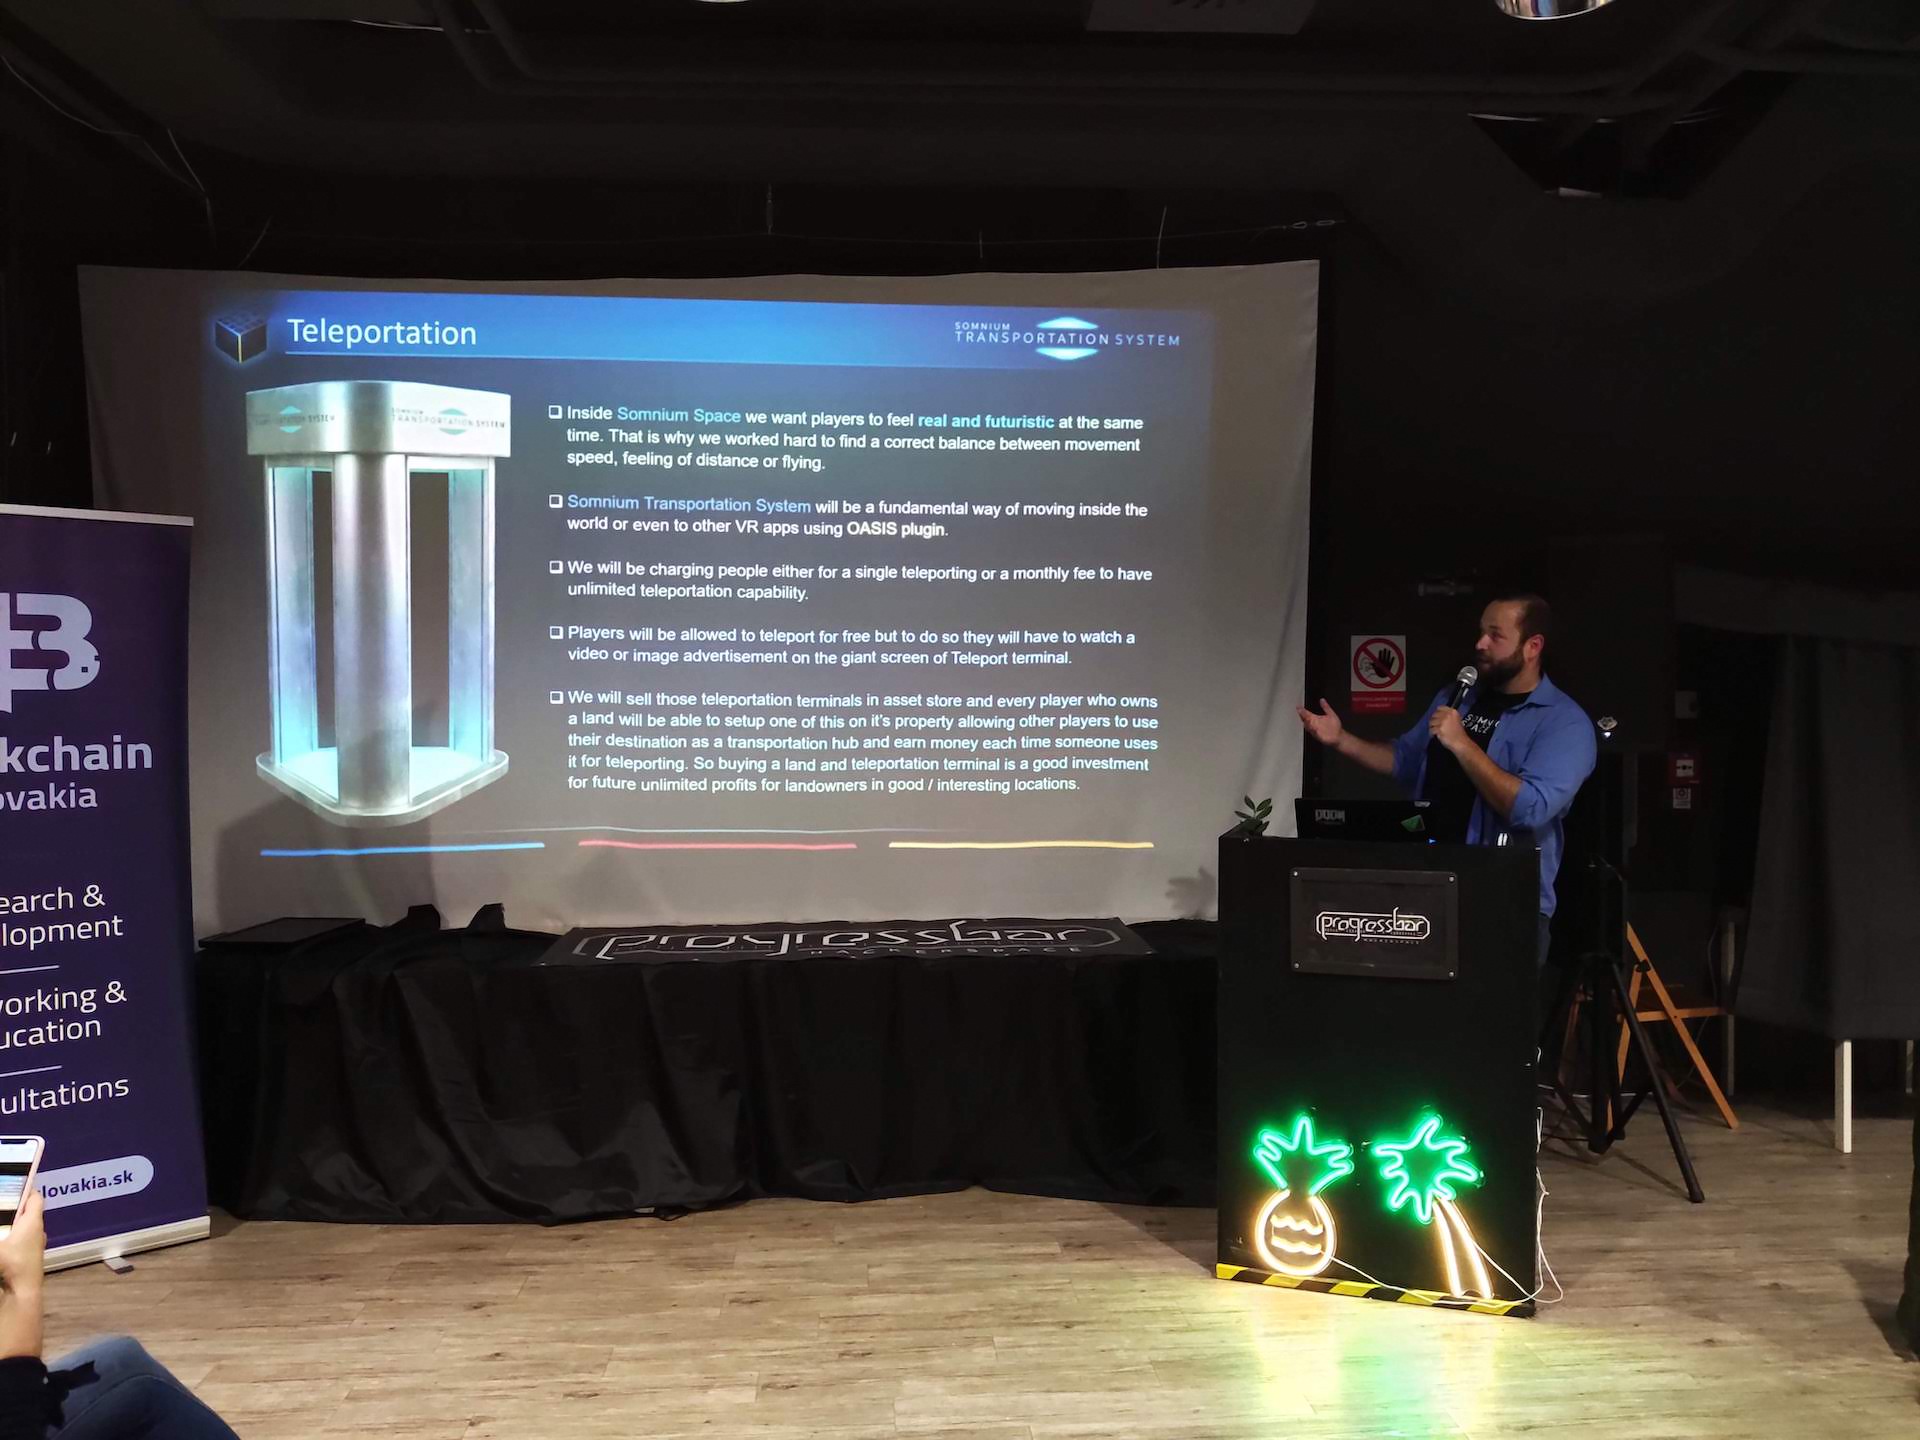 Teleportation
SOMNIUM
TRANSPORTATION SYSTEM
SOMNIUM
TRANSPORTATION SYSTEM
Inside Somnium Space we want players to feel real and futuristic at the same
time. That is why we worked hard to find a correct balance between movement
speed, feeling of distance or flying.
Somnium Transportation System will be a fundamental way of moving inside the
world or even to other VR apps using OASIS plugin.
We will be charging people either for a single teleporting or a monthly fee to have
unlimited teleportation capability.
Players will be allowed to teleport for free but to do so they will have to watch a
video or image advertisement on the giant screen of Teleport terminal.
We will sell those teleportation terminals in asset store and every player who owns
a land will be able to setup one of this on it's property allowing other players to use
their destination as a transportation hub and earn money each time someone uses
it for teleporting. So buying a land and teleportation terminal is a good investment
for future unlimited profits for landowners in good / interesting locations.
kchain
ovakia
earch &
lopment
orking &
ucation
ultations
lovakia.sk
progressbar
HACKERSPACE
SPACE
DOOM
progressbar
HACKERSPACE